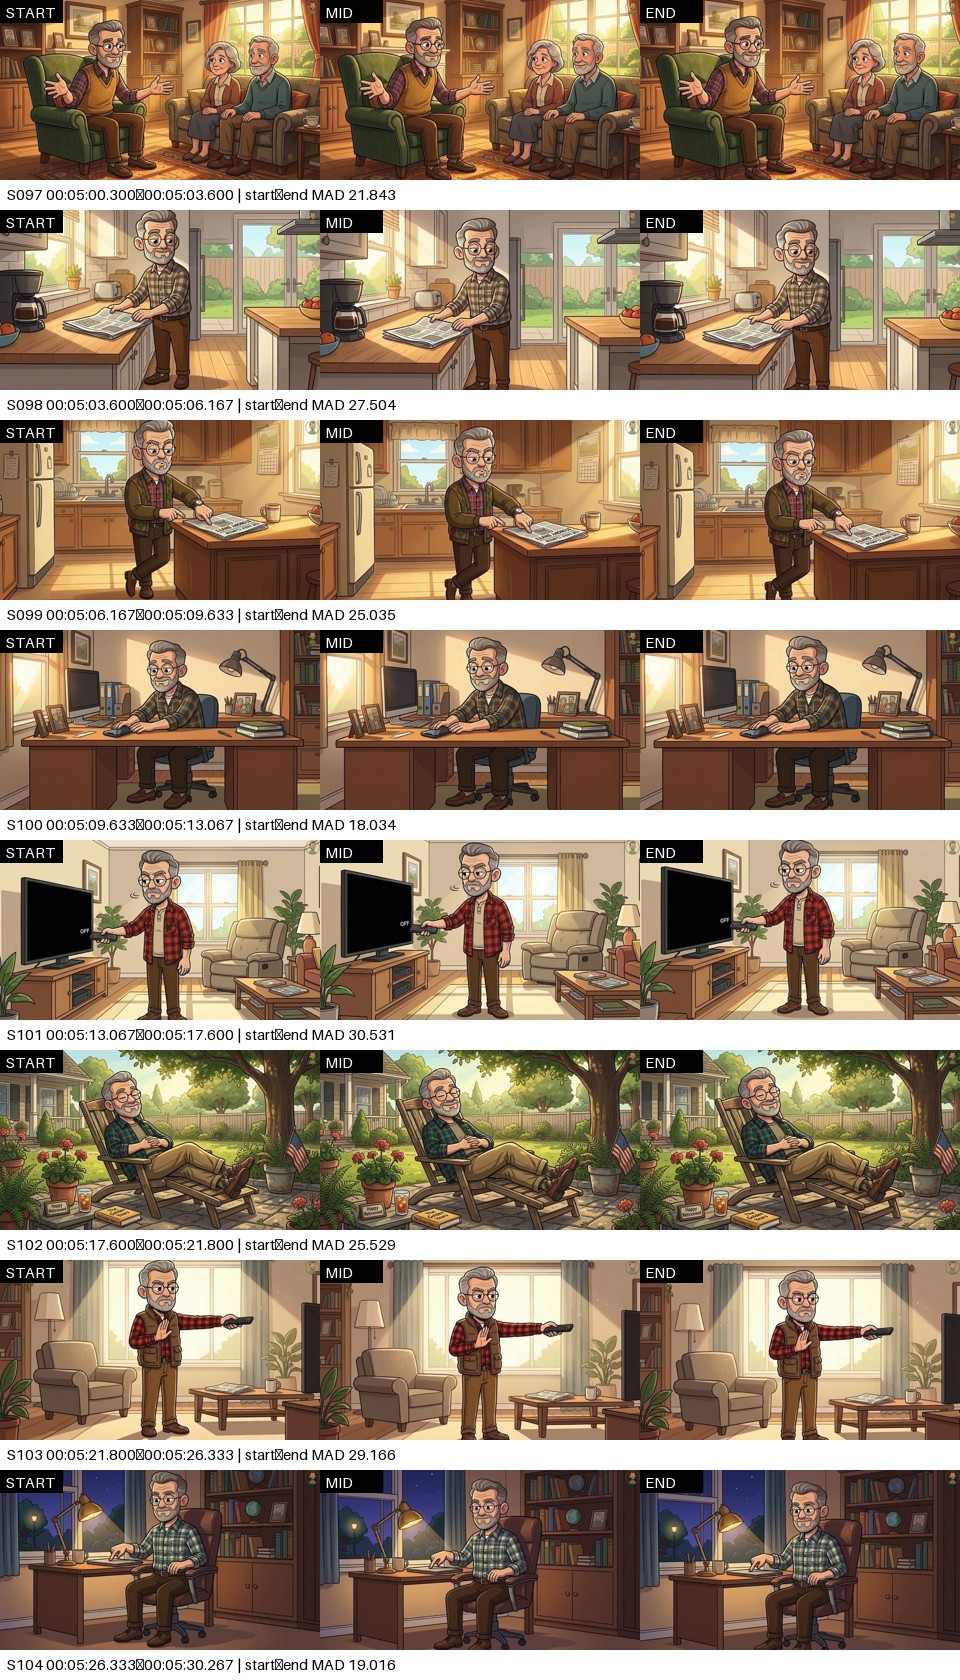 START MID END
S097 00:05:00.300 00:05:03.600 | start end MAD 21.843
START MID END
S098 00:05:03.600 00:05:06.167 | start end MAD 27.504
START MID END
S099 00:05:06.167 00:05:09.633 | start end MAD 25.035
START MID END
S100 00:05:09.633 00:05:13.067 | start end MAD 18.034
START MID END
OFF OFF OFF
S101 00:05:13.067 00:05:17.600 | start end MAD 30.531
START MID END
Happy Retirement Happy Retirement Happy Retirement
S102 00:05:17.600 00:05:21.800 | start end MAD 25.529
START MID END
S103 00:05:21.800 00:05:26.333 | start end MAD 29.166
START MID END
S104 00:05:26.333 00:05:30.267 | start end MAD 19.016